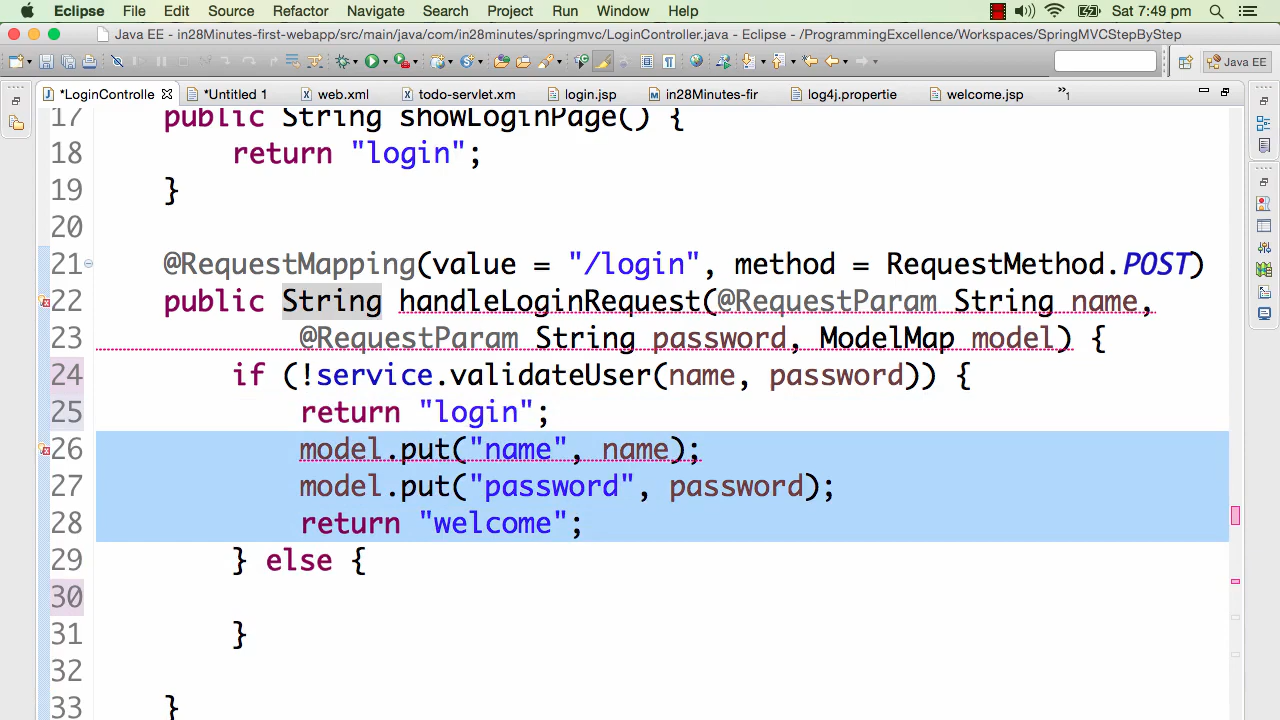 Eclipse File Edit Source Refactor Navigate Search Project Run Window Help Sat 7:49 pm
Java EE - in28Minutes-first-webapp/src/main/java/com/in28minutes/springmvc/LoginController.java - Eclipse - /ProgrammingExcellence/Workspaces/SpringMVCStepByStep
Java EE
*LoginControlle *Untitled 1 web.xml todo-servlet.xm login.jsp in28Minutes-fir log4j.propertie welcome.jsp »1
17 public String showLoginPage() {
18 return "login";
19 }
20
21 @RequestMapping(value = "/login", method = RequestMethod.POST)
22 public String handleLoginRequest(@RequestParam String name,
23 @RequestParam String password, ModelMap model) {
24 if (!service.validateUser(name, password)) {
25 return "login";
26 model.put("name", name);
27 model.put("password", password);
28 return "welcome";
29 } else {
30
31 }
32
33 }